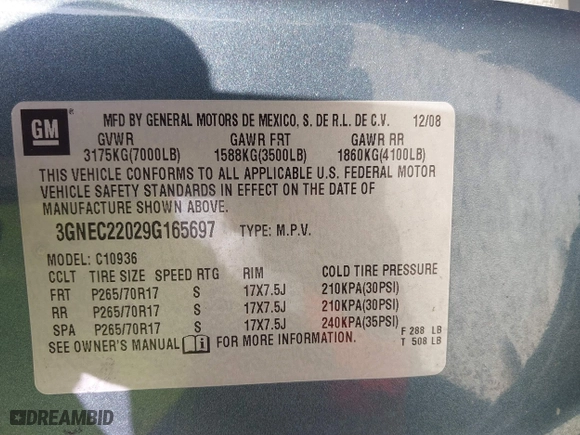 GM
MFD BY GENERAL MOTORS DE MEXICO, S. DE R.L. DE C.V. 12/08
GVWR GAWR FRT GAWR RR
3175KG(7000LB) 1588KG(3500LB) 1860KG(4100LB)
THIS VEHICLE CONFORMS TO ALL APPLICABLE U.S. FEDERAL MOTOR
VEHICLE SAFETY STANDARDS IN EFFECT ON THE DATE OF
MANUFACTURE SHOWN ABOVE.
3GNEC22029G165697 TYPE: M.P.V.
MODEL: C10936
CCLT TIRE SIZE SPEED RTG RIM COLD TIRE PRESSURE
FRT P265/70R17 S 17X7.5J 210KPA(30PSI)
RR P265/70R17 S 17X7.5J 210KPA(30PSI)
SPA P265/70R17 S 17X7.5J 240KPA(35PSI)
SEE OWNER'S MANUAL i FOR MORE INFORMATION.
F 288 LB
T 508 LB
DREAMBID